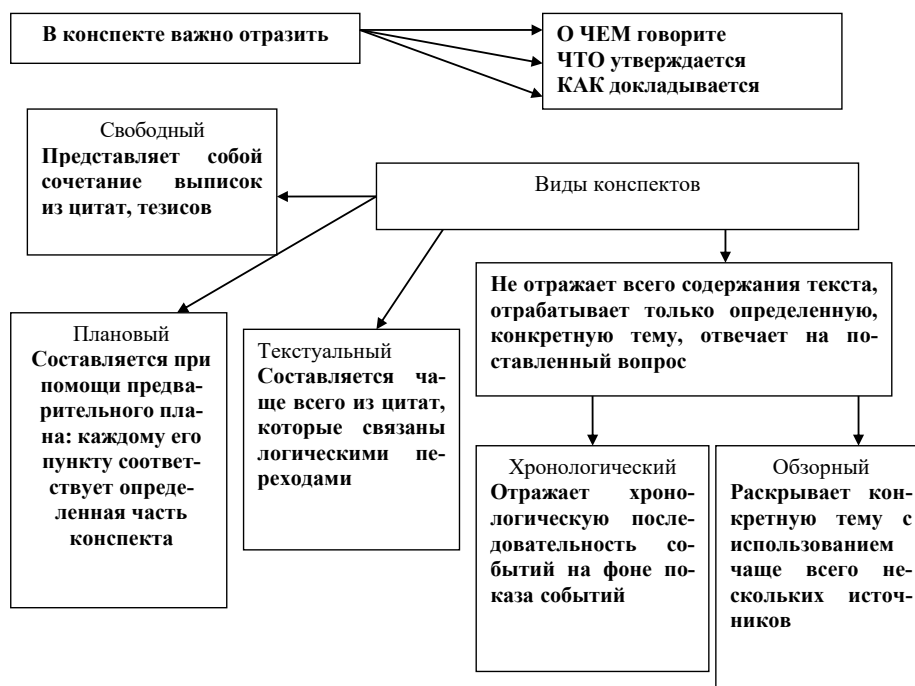 В конспекте важно отразить
О ЧЕМ говорите
ЧТО утверждается
КАК докладывается
Свободный
Представляет собой
сочетание выписок
из цитат, тезисов
Виды конспектов
Не отражает всего содержания текста,
отрабатывает только определенную,
конкретную тему, отвечает на по-
ставленный вопрос
Плановый
Составляется при
помощи предва-
рительного пла-
на: каждому его
пункту соответ-
ствует опреде-
ленная часть
конспекта
Текстуальный
Составляется ча-
ще всего из цитат,
которые связаны
логическими пе-
реходами
Хронологический
Отражает хроно-
логическую после-
довательность со-
бытий на фоне по-
каза событий
Обзорный
Раскрывает кон-
кретную тему с
использованием
чаще всего не-
скольких источ-
ников